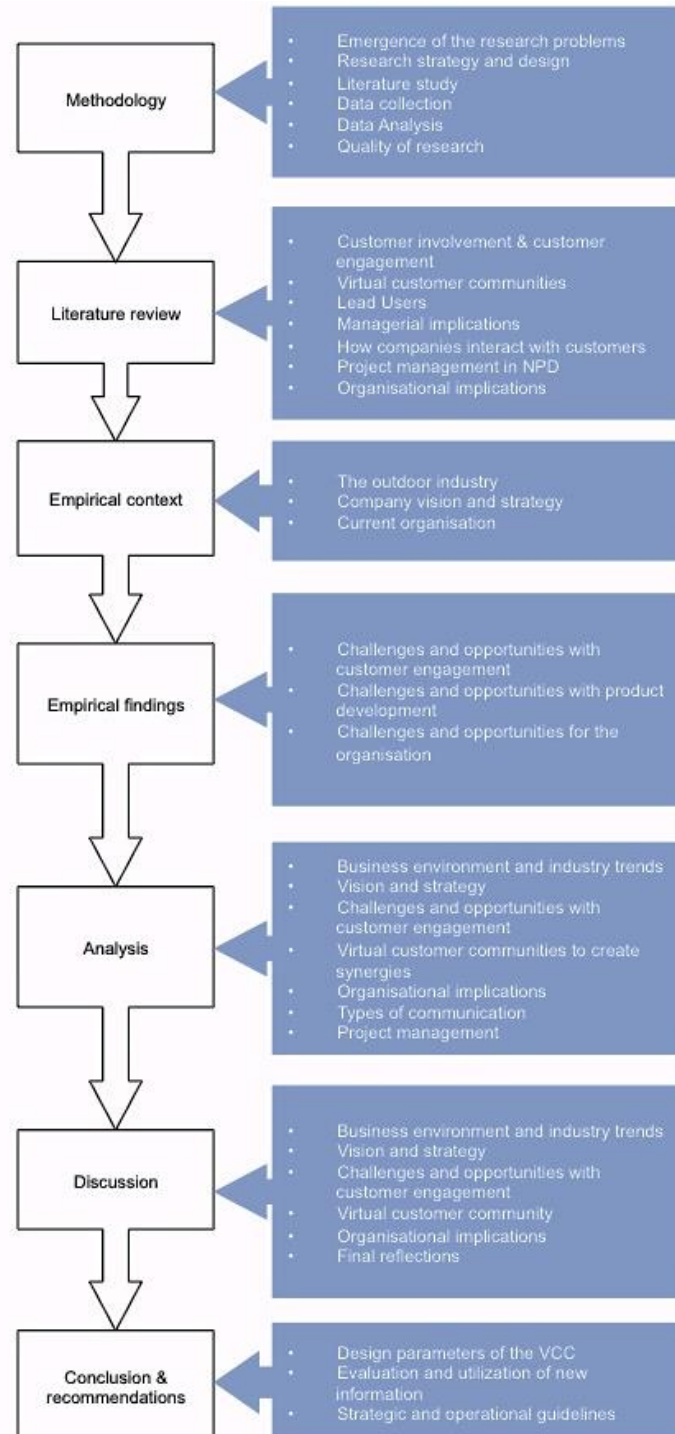 Methodology
• Emergence of the research problems
• Research strategy and design
• Literature study
• Data collection
• Data Analysis
• Quality of research
Literature review
• Customer involvement & customer
engagement
• Virtual customer communities
• Lead Users
• Managerial implications
• How companies interact with customers
• Project management in NPD
• Organisational implications
Empirical context
• The outdoor industry
• Company vision and strategy
• Current organisation
Empirical findings
• Challenges and opportunities with
customer engagement
• Challenges and opportunities with product
development
• Challenges and opportunities for the
organisation
Analysis
• Business environment and industry trends
• Vision and strategy
• Challenges and opportunities with
customer engagement
• Virtual customer communities to create
synergies
• Organisational implications
• Types of communication
• Project management
Discussion
• Business environment and industry trends
• Vision and strategy
• Challenges and opportunities with
customer engagement
• Virtual customer community
• Organisational implications
• Final reflections
Conclusion &
recommendations
• Design parameters of the VCC
• Evaluation and utilization of new
information
• Strategic and operational guidelines